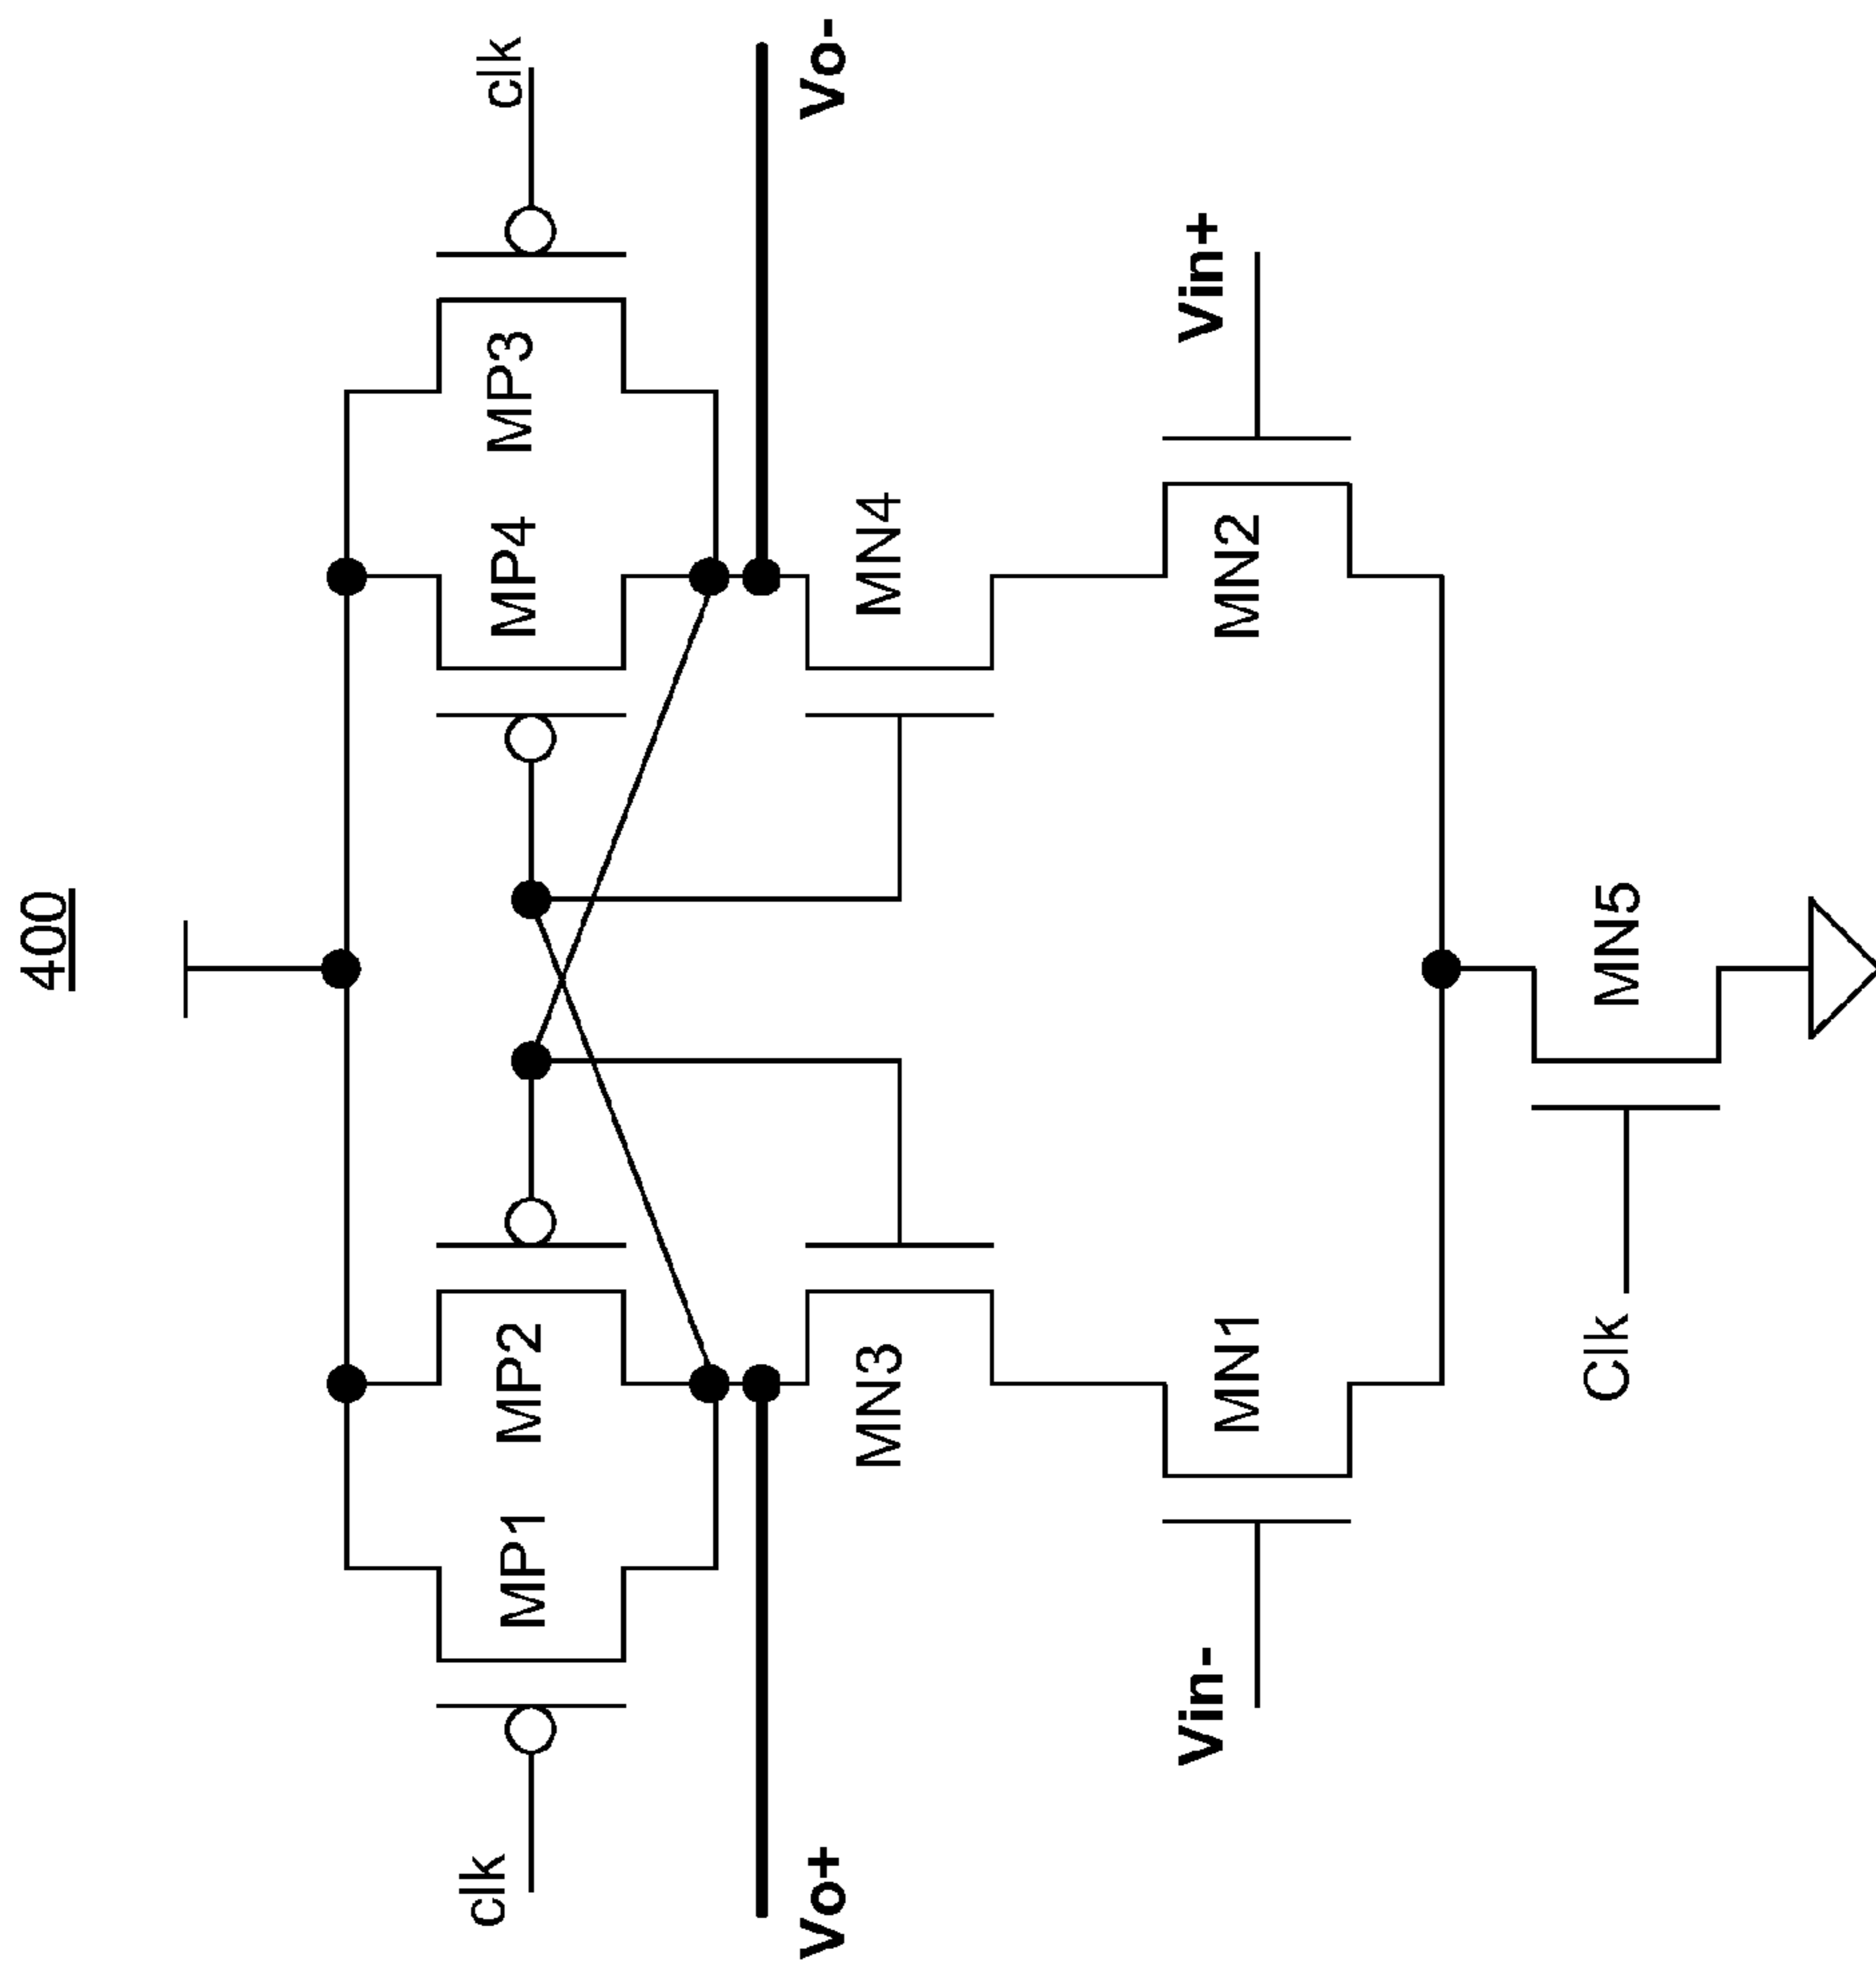 400
clk
MP1
MP2
MP4
MP3
clk
Vo+
Vo-
MN3
MN4
Vin-
MN1
MN2
Vin+
Clk
MN5